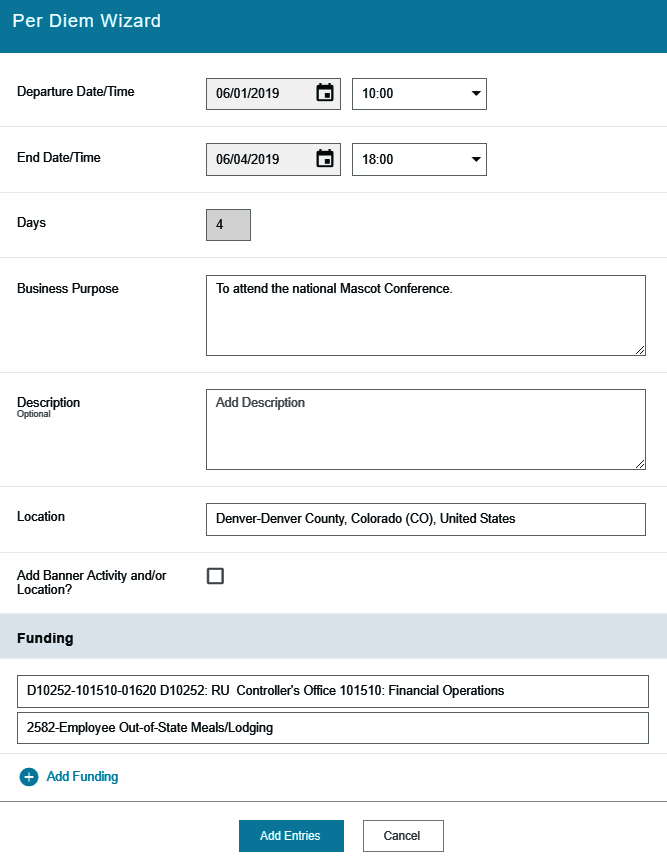 Per Diem Wizard
Departure Date/Time 06/01/2019 10:00
End Date/Time 06/04/2019 18:00
Days 4
Business Purpose To attend the national Mascot Conference.
Description Add Description
Optional
Location Denver-Denver County, Colorado (CO), United States
Add Banner Activity and/or
Location?
Funding
D10252-101510-01620 D10252: RU  Controller's Office 101510: Financial Operations
2582-Employee Out-of-State Meals/Lodging
Add Funding
Add Entries Cancel